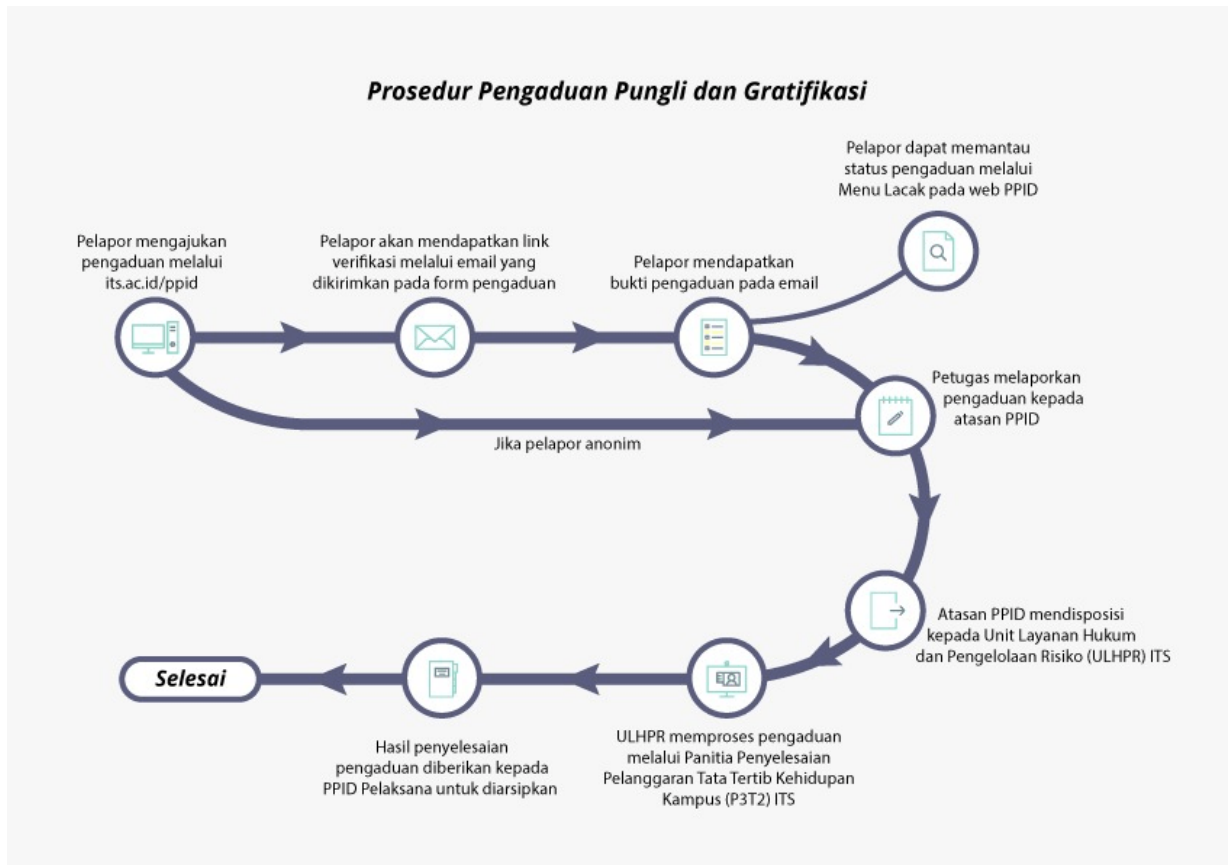 Prosedur Pengaduan Pungli dan Gratifikasi
Pelapor mengajukan
pengaduan melalui
its.ac.id/ppid
Pelapor akan mendapatkan link
verifikasi melalui email yang
dikirimkan pada form pengaduan
Pelapor mendapatkan
bukti pengaduan pada email
Pelapor dapat memantau
status pengaduan melalui
Menu Lacak pada web PPID
Jika pelapor anonim
Petugas melaporkan
pengaduan kepada
atasan PPID
Atasan PPID mendisposisi
kepada Unit Layanan Hukum
dan Pengelolaan Risiko (ULHPR) ITS
ULHPR memproses pengaduan
melalui Panitia Penyelesaian
Pelanggaran Tata Tertib Kehidupan
Kampus (P3T2) ITS
Hasil penyelesaian
pengaduan diberikan kepada
PPID Pelaksana untuk diarsipkan
Selesai